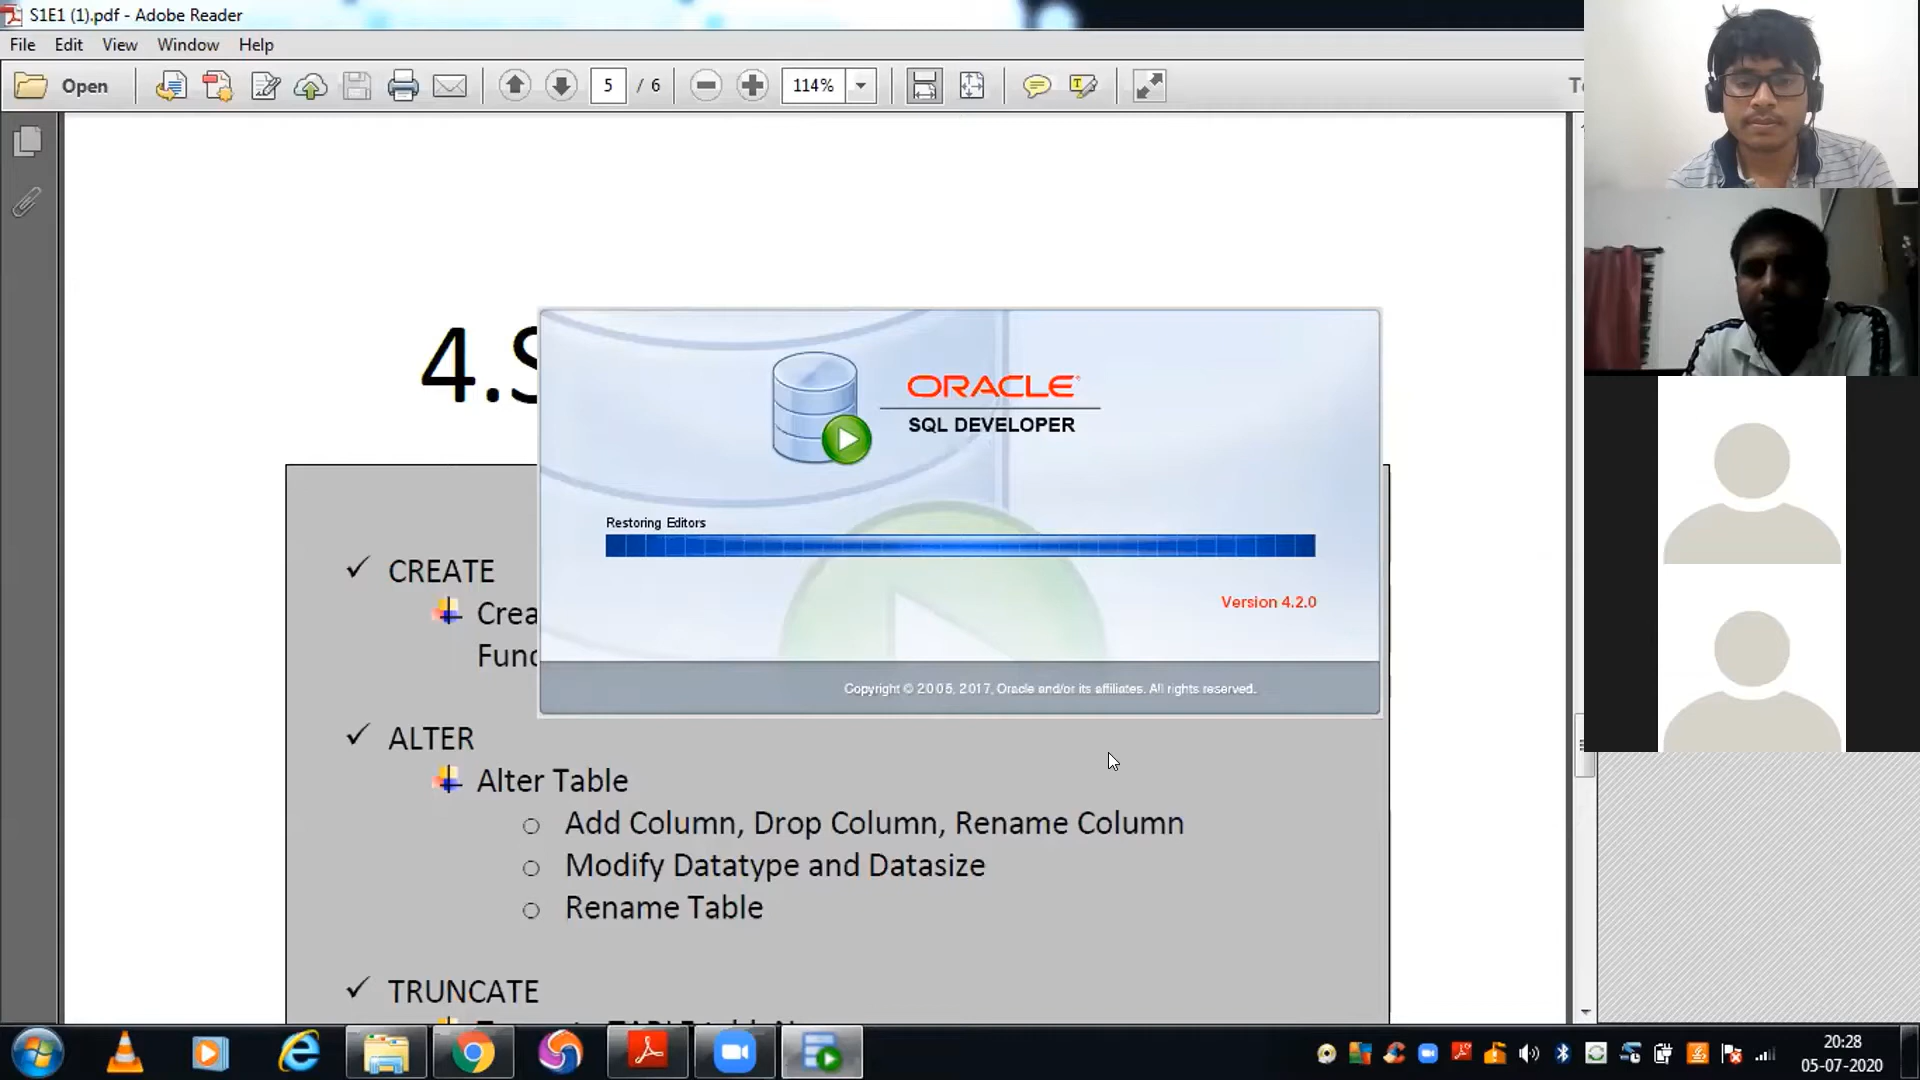 S1E1 (1).pdf - Adobe Reader
File Edit View Window Help
Open 5 / 6 114%
4.S
ORACLE
SQL DEVELOPER
Restoring Editors
Version 4.2.0
Copyright © 2005, 2017, Oracle and/or its affiliates. All rights reserved.
✓ CREATE
Crea
Func
✓ ALTER
Alter Table
○ Add Column, Drop Column, Rename Column
○ Modify Datatype and Datasize
○ Rename Table
✓ TRUNCATE
20:28
05-07-2020